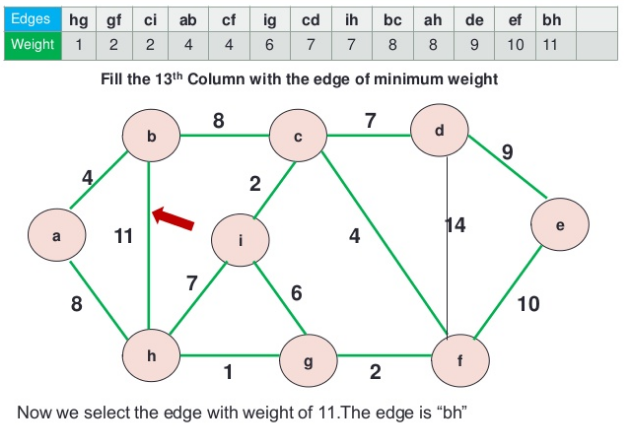 Edges hg gf ci ab cf ig cd ih bc ah de ef bh
Weight 1 2 2 4 4 6 7 7 8 8 9 10 11
Fill the 13th Column with the edge of minimum weight
8 7
b c d
9
4 2
a 11 i 4 14 e
7
8 6 10
h g f
1 2
Now we select the edge with weight of 11.The edge is “bh”